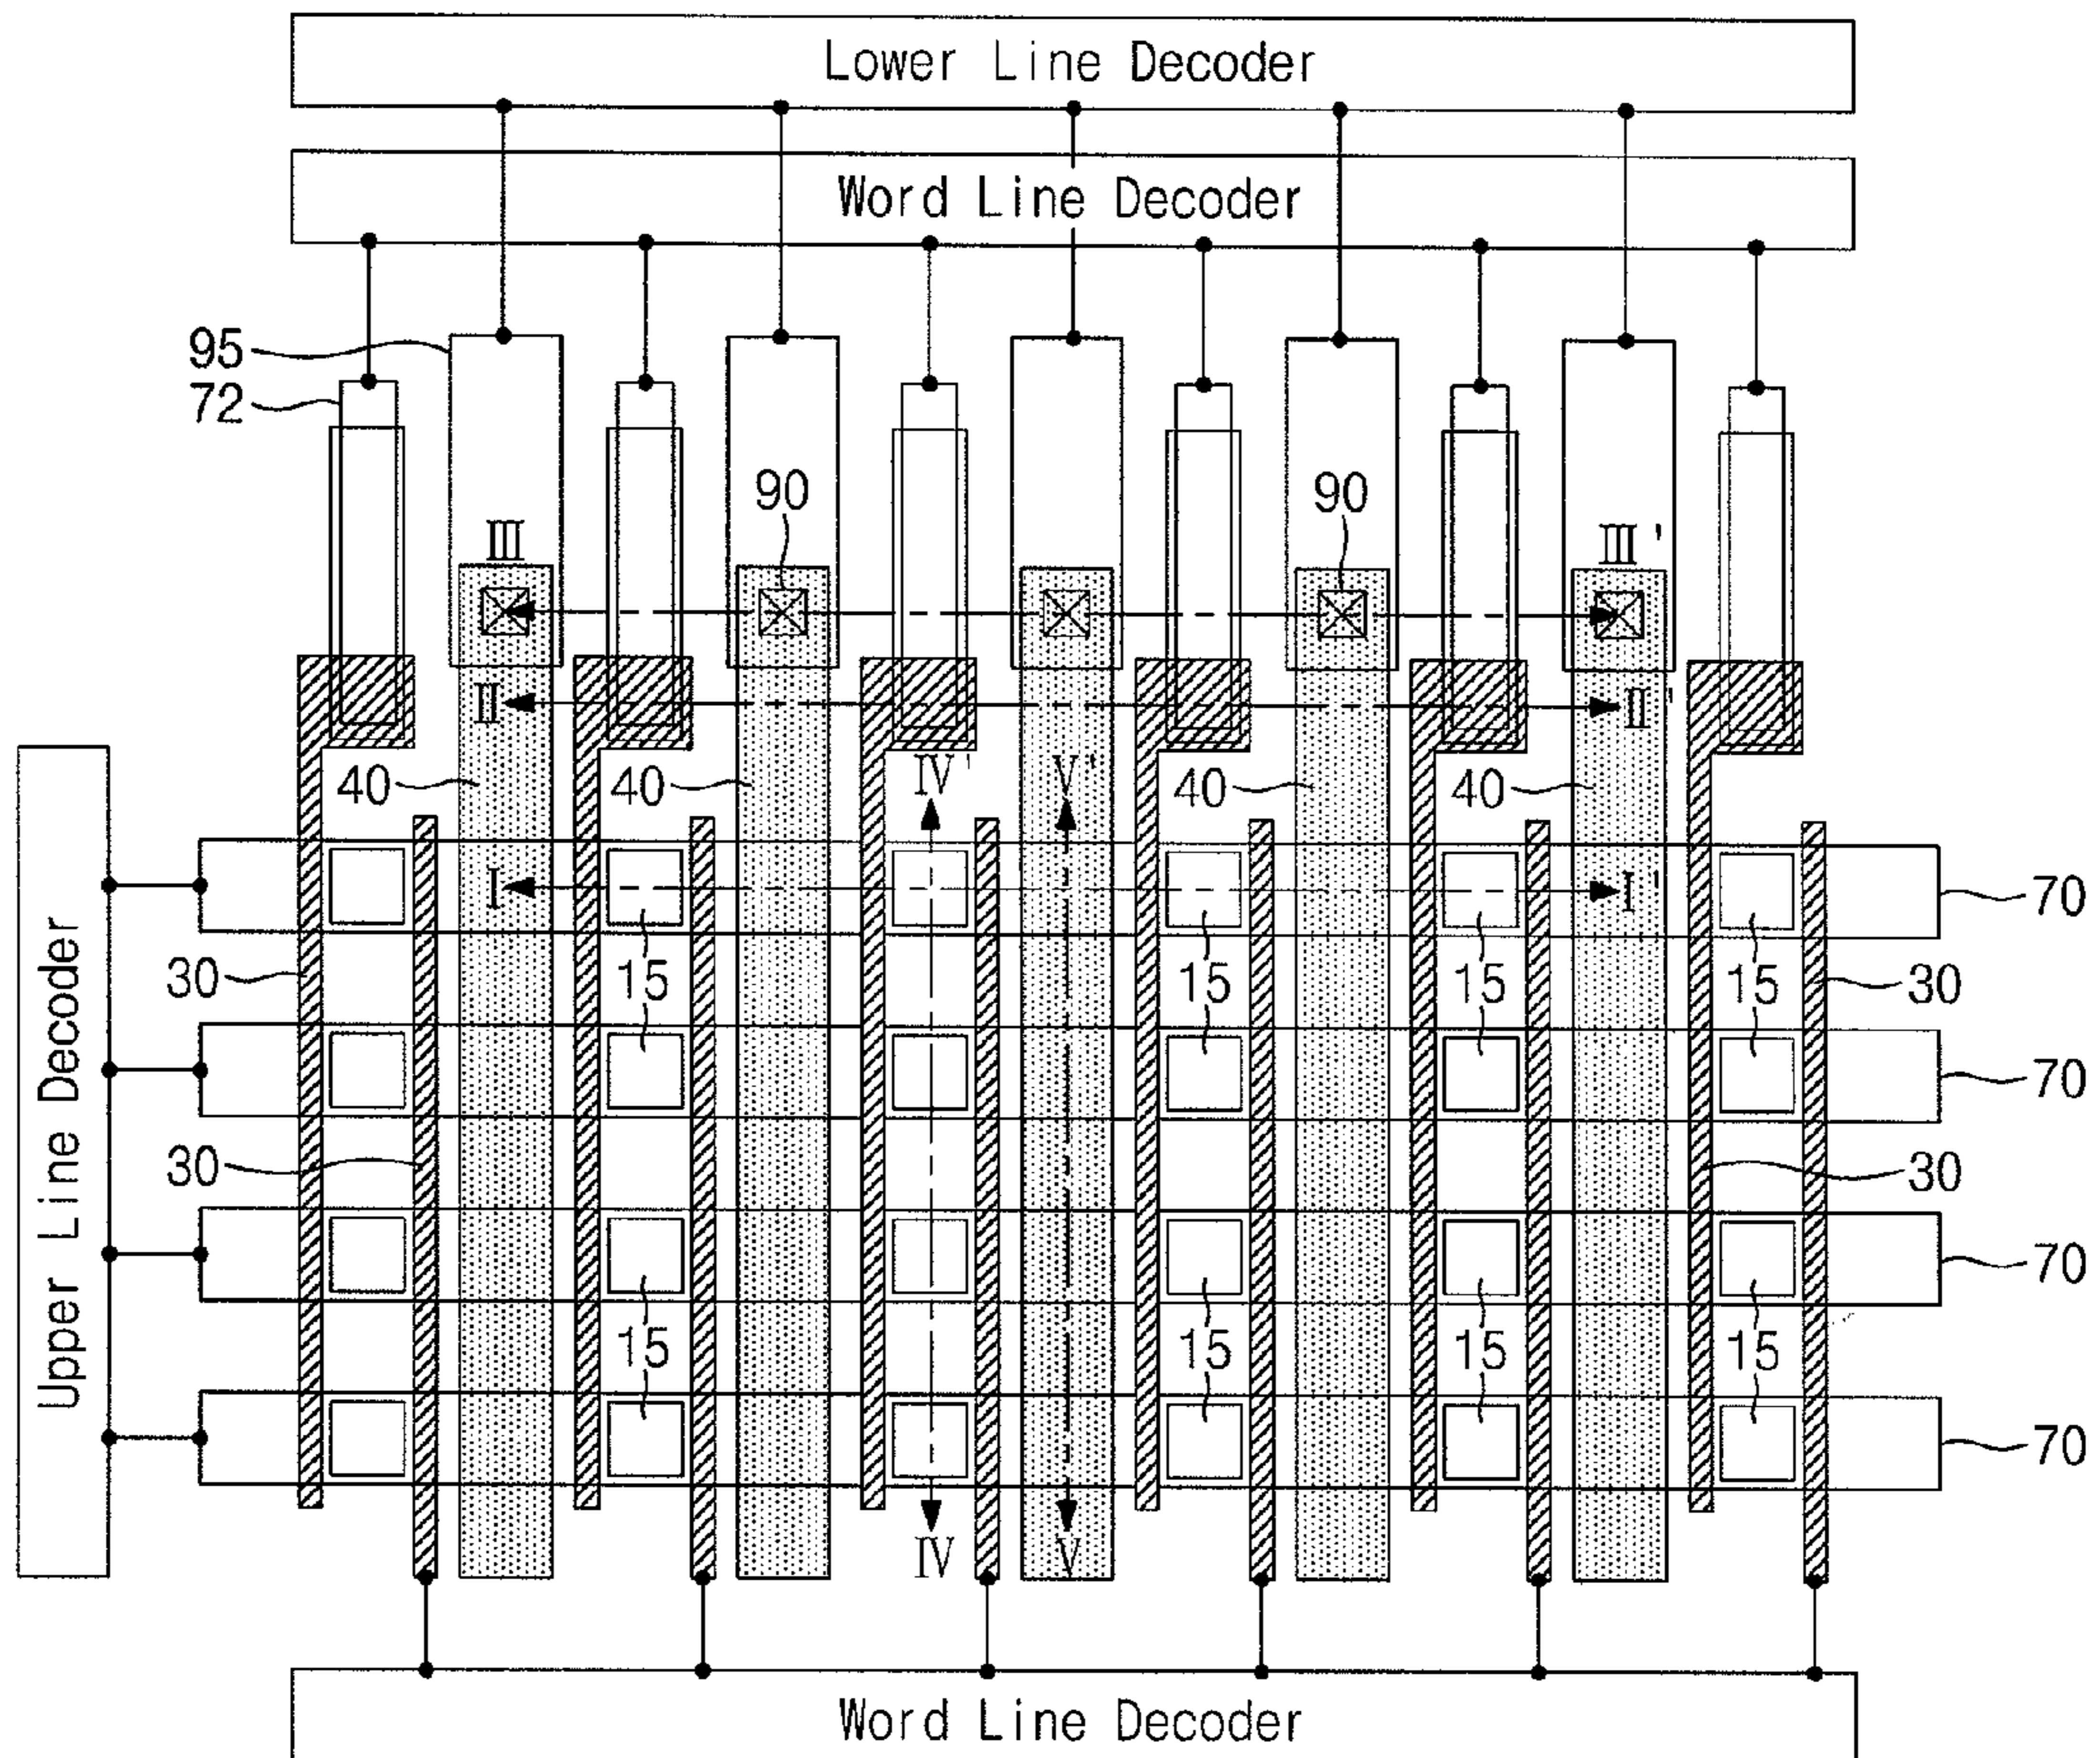 Lower Line Decoder
Word Line Decoder
95
72
90
90
III
III'
II
II'
40
40
IV'
V'
40
40
I
I'
70
30
15
15
15
15
30
70
30
30
70
15
15
15
15
70
IV
V
Upper Line Decoder
Word Line Decoder